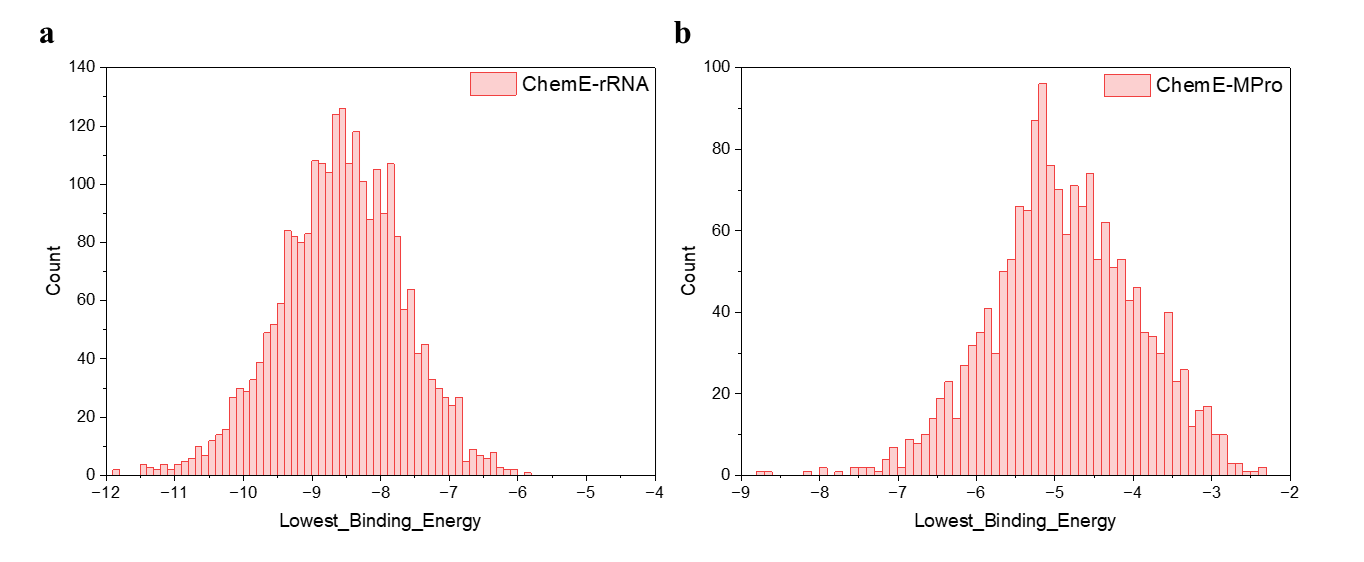 a
b
140
120
100
80
60
40
20
0
Count
ChemE-rRNA
−12 −11 −10 −9 −8 −7 −6 −5 −4
Lowest_Binding_Energy
100
80
60
40
20
0
Count
ChemE-MPro
−9 −8 −7 −6 −5 −4 −3 −2
Lowest_Binding_Energy